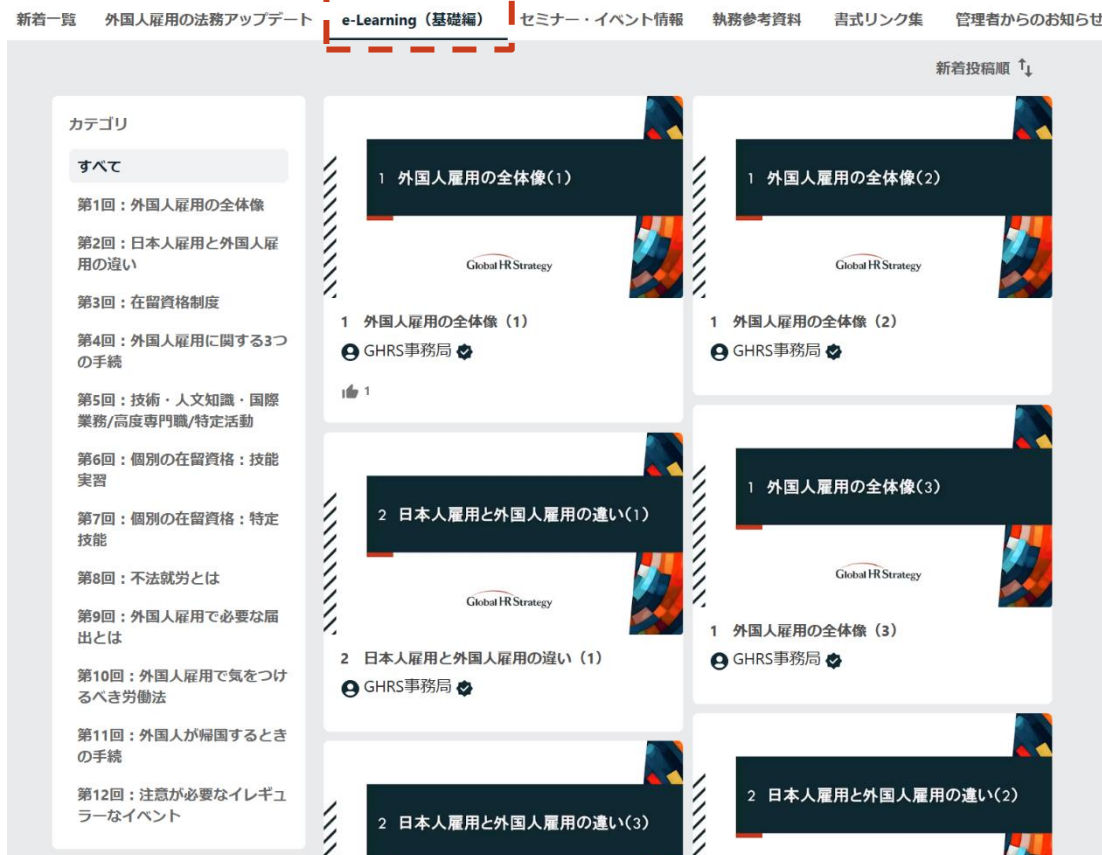 新着一覧 外国人雇用の法務アップデート e-Learning（基礎編） セミナー・イベント情報 執務参考資料 書式リンク集 管理者からのお知らせ
新着投稿順
カテゴリ
すべて
第1回：外国人雇用の全体像
第2回：日本人雇用と外国人雇
用の違い
第3回：在留資格制度
第4回：外国人雇用に関する3つ
の手続
第5回：技術・人文知識・国際
業務/高度専門職/特定活動
第6回：個別の在留資格：技能
実習
第7回：個別の在留資格：特定
技能
第8回：不法就労とは
第9回：外国人雇用で必要な届
出とは
第10回：外国人雇用で気をつけ
るべき労働法
第11回：外国人が帰国するとき
の手続
第12回：注意が必要なイレギュ
ラーなイベント
1 外国人雇用の全体像(1)
Global HR Strategy
1 外国人雇用の全体像（1）
GHRS事務局
1
1 外国人雇用の全体像(2)
Global HR Strategy
1 外国人雇用の全体像（2）
GHRS事務局
2 日本人雇用と外国人雇用の違い(1)
Global HR Strategy
2 日本人雇用と外国人雇用の違い（1）
GHRS事務局
1 外国人雇用の全体像(3)
Global HR Strategy
1 外国人雇用の全体像（3）
GHRS事務局
2 日本人雇用と外国人雇用の違い(3)
2 日本人雇用と外国人雇用の違い(2)